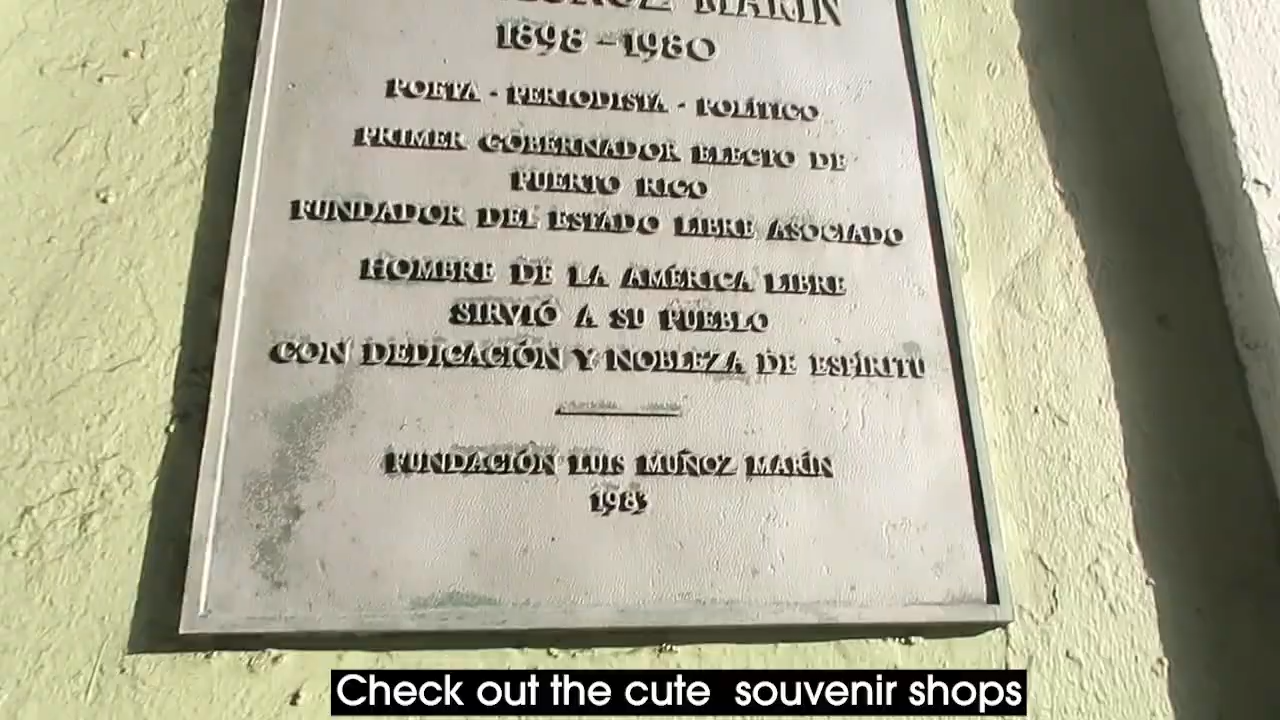 MARÍN
1898 - 1980
POETA - PERIODISTA - POLÍTICO
PRIMER GOBERNADOR ELECTO DE
PUERTO RICO
FUNDADOR DEL ESTADO LIBRE ASOCIADO
HOMBRE DE LA AMÉRICA LIBRE
SIRVIÓ A SU PUEBLO
CON DEDICACIÓN Y NOBLEZA DE ESPÍRITU
FUNDACIÓN LUIS MUÑOZ MARÍN
Check out the cute souvenir shops